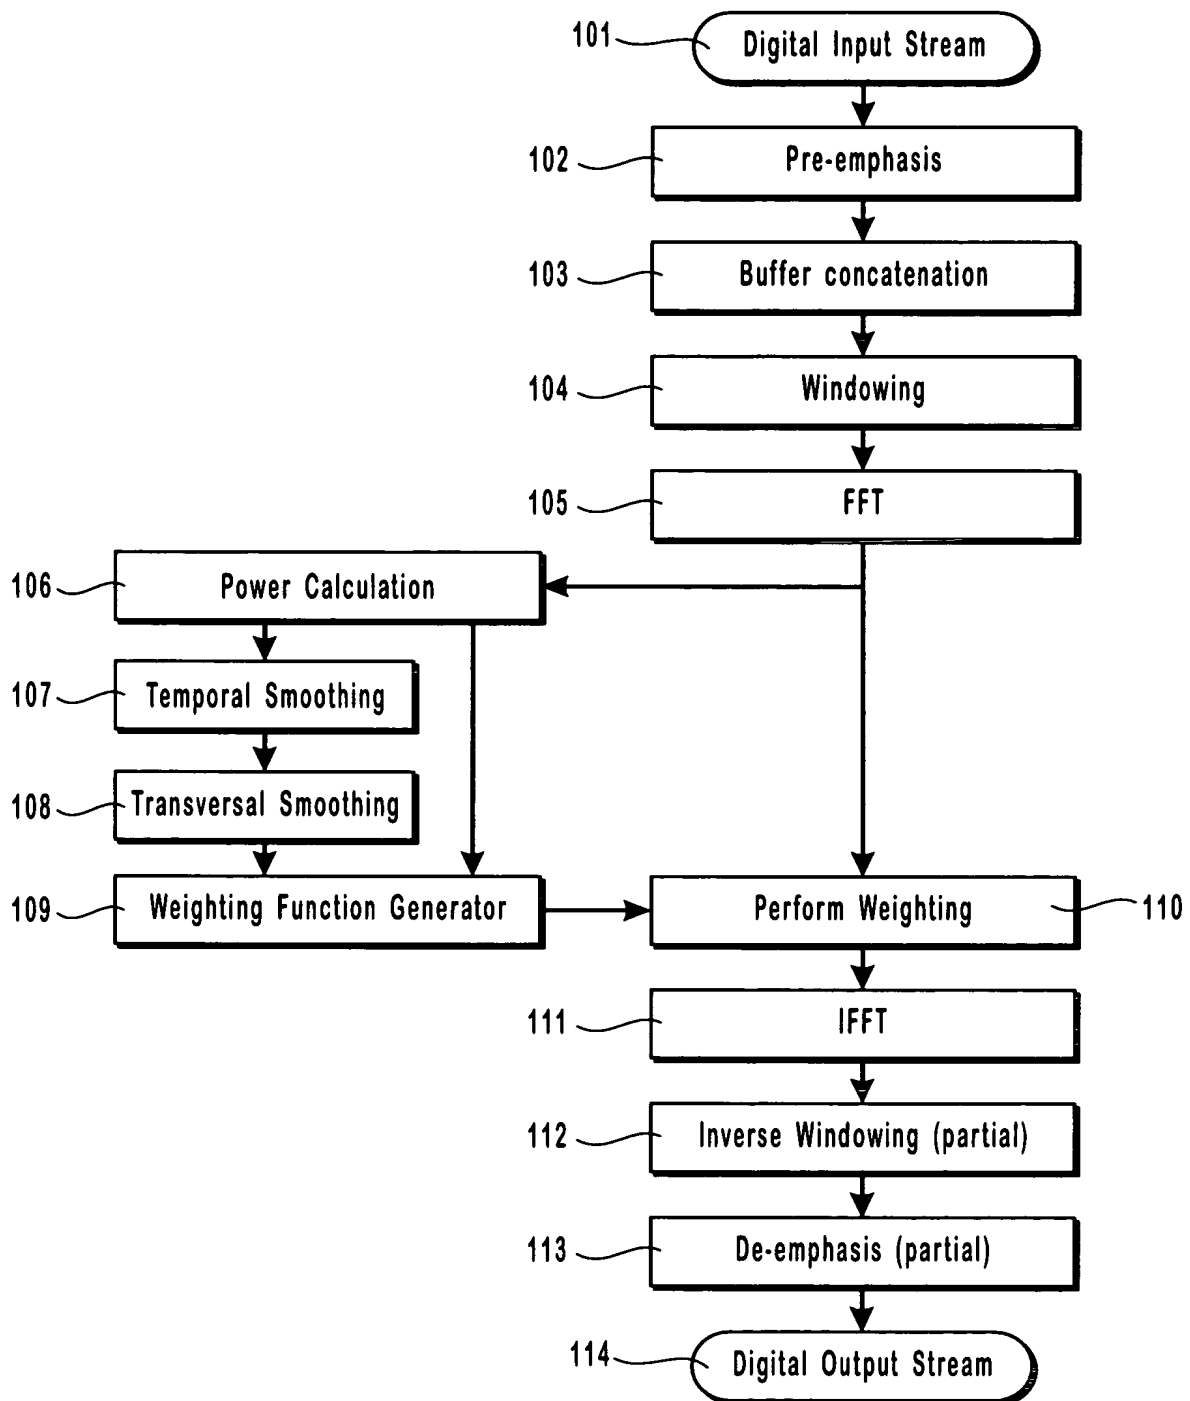 101 Digital Input Stream
102 Pre-emphasis
103 Buffer concatenation
104 Windowing
105 FFT
106 Power Calculation
107 Temporal Smoothing
108 Transversal Smoothing
109 Weighting Function Generator
Perform Weighting 110
111 IFFT
112 Inverse Windowing (partial)
113 De-emphasis (partial)
114 Digital Output Stream